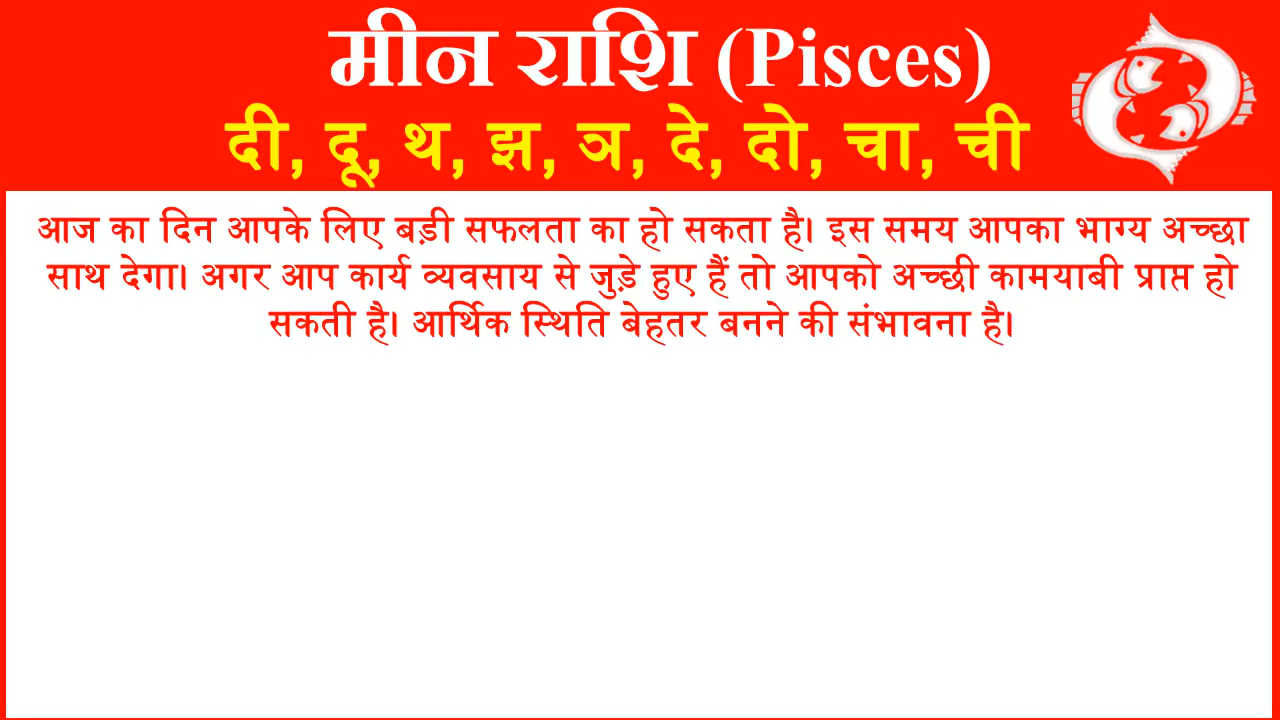 मीन राशि (Pisces)
दी, दू, थ, झ, ञ, दे, दो, चा, ची
आज का दिन आपके लिए बड़ी सफलता का हो सकता है। इस समय आपका भाग्य अच्छा
साथ देगा। अगर आप कार्य व्यवसाय से जुड़े हुए हैं तो आपको अच्छी कामयाबी प्राप्त हो
सकती है। आर्थिक स्थिति बेहतर बनने की संभावना है।